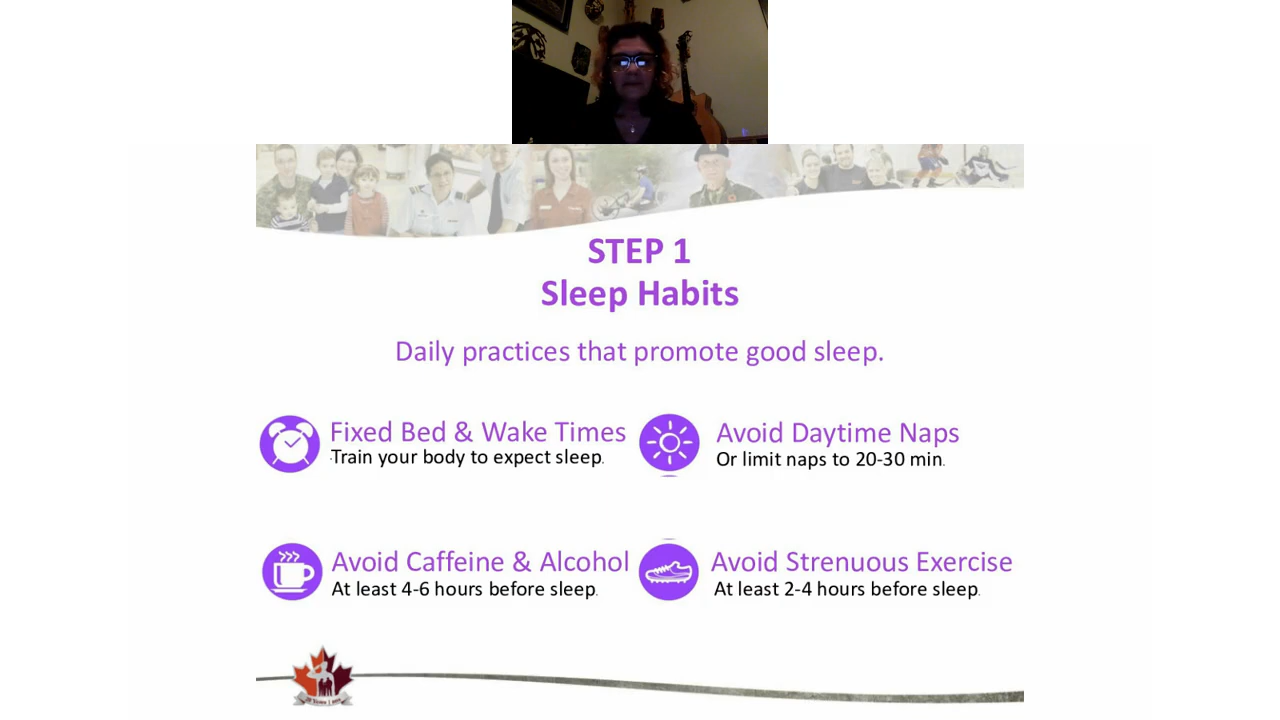 STEP 1
Sleep Habits
Daily practices that promote good sleep.
Fixed Bed & Wake Times
Train your body to expect sleep.
Avoid Daytime Naps
Or limit naps to 20-30 min.
Avoid Caffeine & Alcohol
At least 4-6 hours before sleep.
Avoid Strenuous Exercise
At least 2-4 hours before sleep.